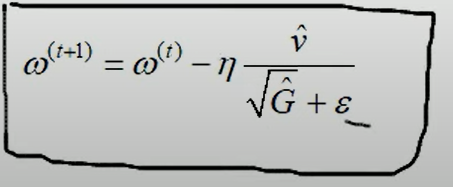 ω^(t+1) = ω^(t) − η v̂ / (√Ĝ + ε)